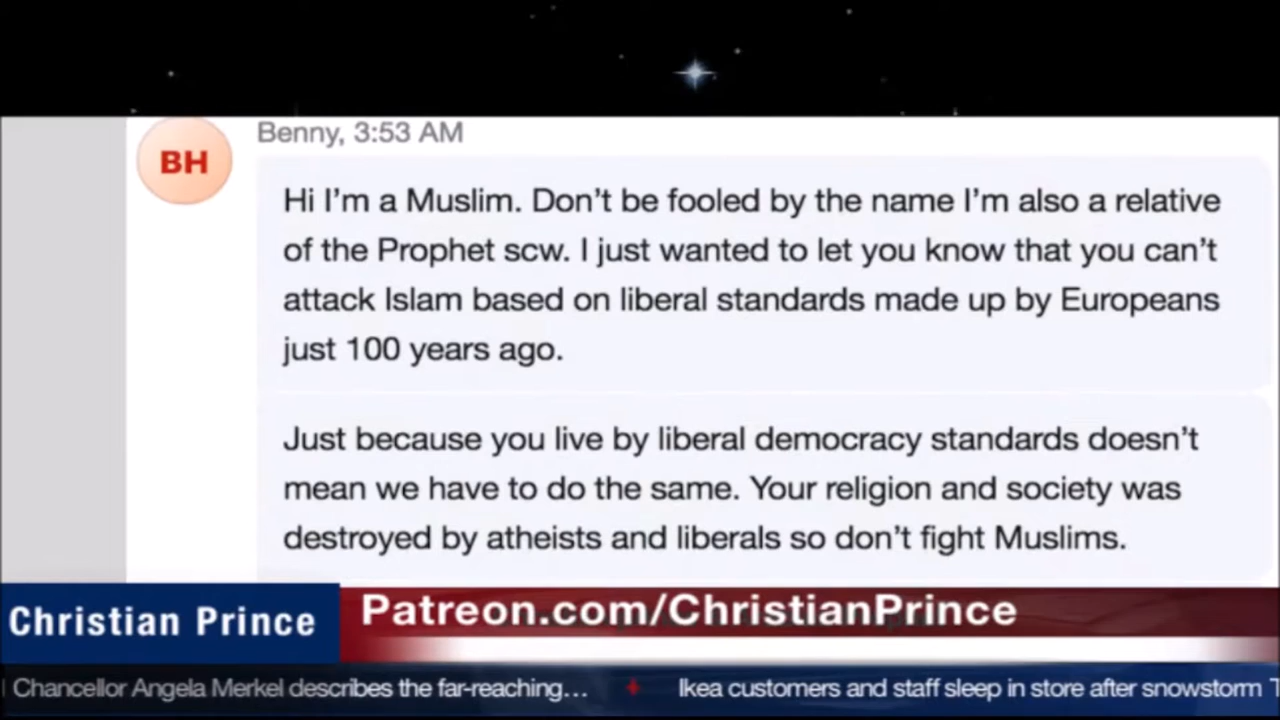 Benny, 3:53 AM
BH
Hi I'm a Muslim. Don't be fooled by the name I'm also a relative
of the Prophet scw. I just wanted to let you know that you can't
attack Islam based on liberal standards made up by Europeans
just 100 years ago.
Just because you live by liberal democracy standards doesn't
mean we have to do the same. Your religion and society was
destroyed by atheists and liberals so don't fight Muslims.
Christian Prince
Patreon.com/ChristianPrince
Chancellor Angela Merkel describes the far-reaching... Ikea customers and staff sleep in store after snowstorm